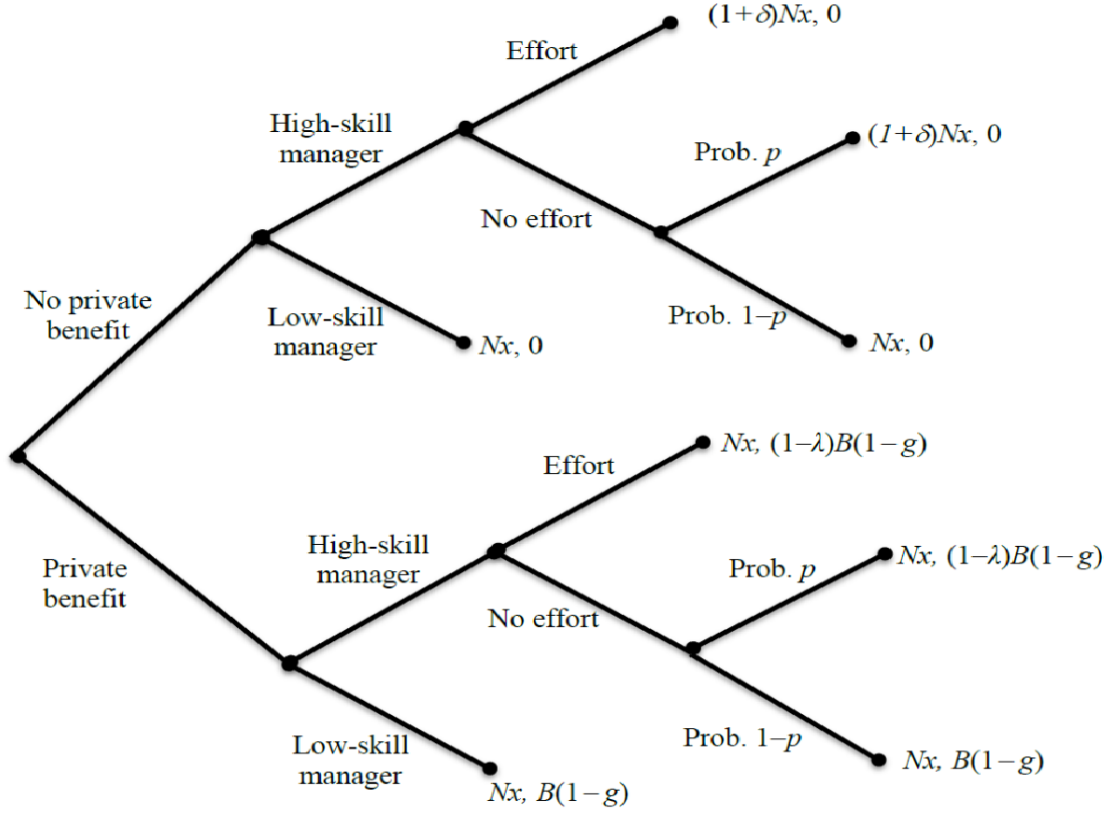 (1+δ)Nx, 0
Effort
High-skill
manager
(1+δ)Nx, 0
Prob. p
No effort
No private
benefit
Low-skill
manager
Prob. 1–p
Nx, 0
Nx, 0
Nx, (1–λ)B(1–g)
Effort
High-skill
manager
Private
benefit
Nx, (1–λ)B(1–g)
Prob. p
No effort
Low-skill
manager
Prob. 1–p
Nx, B(1–g)
Nx, B(1–g)